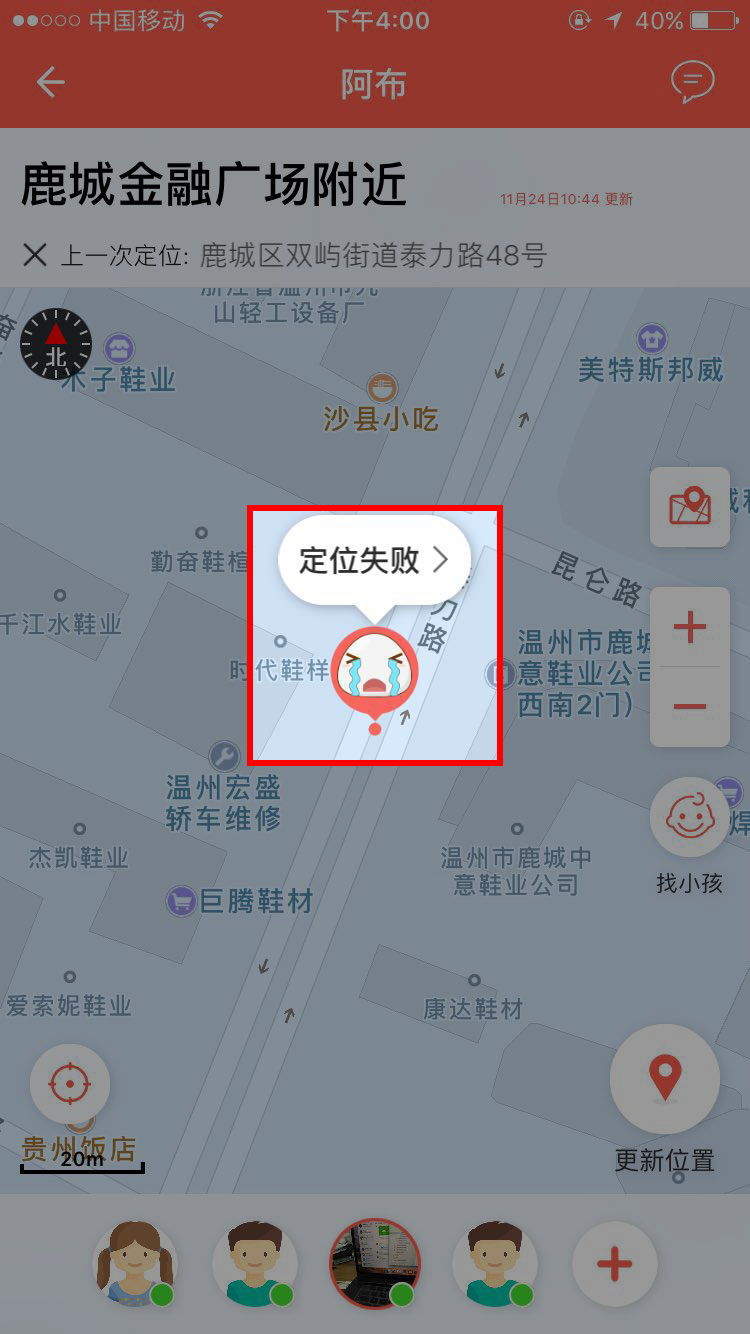 中国移动
下午4:00
40%
阿布
鹿城金融广场附近
11月24日10:44 更新
上一次定位: 鹿城区双屿街道泰力路48号
山轻工设备厂
北
木子鞋业
美特斯邦威
沙县小吃
定位失败
勤奋鞋楦
昆仑路
千江水鞋业
力路
时代鞋样
温州市鹿城
意鞋业公司
西南2门)
温州宏盛
轿车维修
杰凯鞋业
温州市鹿城中
意鞋业公司
焊
找小孩
巨腾鞋材
爱索妮鞋业
康达鞋材
贵州饭店
20m
更新位置